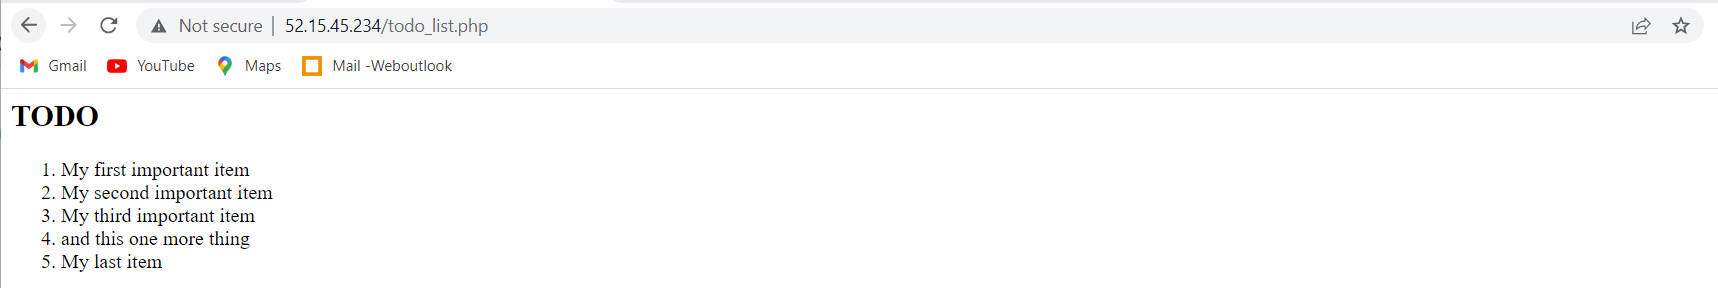 Not secure | 52.15.45.234/todo_list.php
Gmail YouTube Maps Mail -Weboutlook
TODO
1. My first important item
2. My second important item
3. My third important item
4. and this one more thing
5. My last item